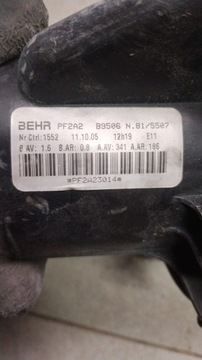 BEHR PF2A2 B9506 N.81/5507
Nr Ctrl:1552 11.10.05 12h19 E11
P AV: 1.6 B.AR: 0.8 A.AV:341 A.AR:186
*PF2A23014*